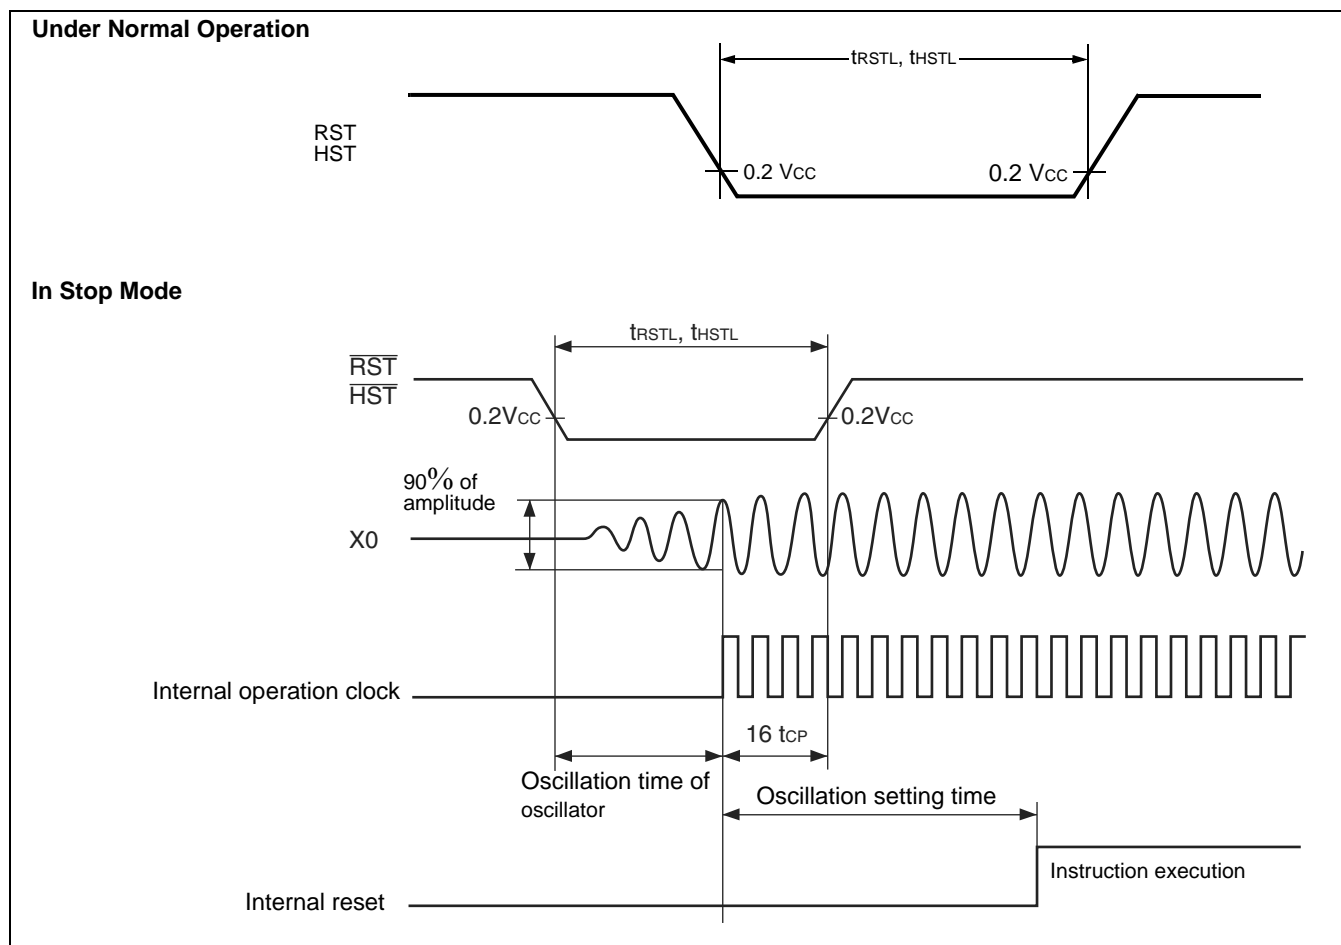 Under Normal Operation
tRSTL, tHSTL
RST
HST
0.2 VCC
0.2 VCC
In Stop Mode
tRSTL, tHSTL
R̅S̅T̅
H̅S̅T̅
0.2VCC
0.2VCC
90% of
amplitude
X0
Internal operation clock
16 tCP
Oscillation time of
oscillator
Oscillation setting time
Instruction execution
Internal reset